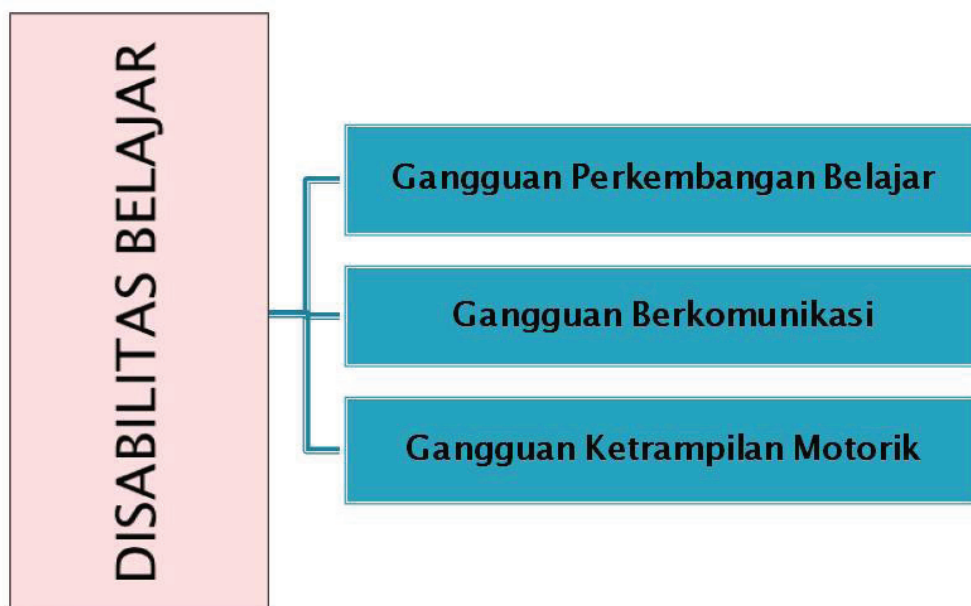 DISABILITAS BELAJAR
Gangguan Perkembangan Belajar
Gangguan Berkomunikasi
Gangguan Ketrampilan Motorik